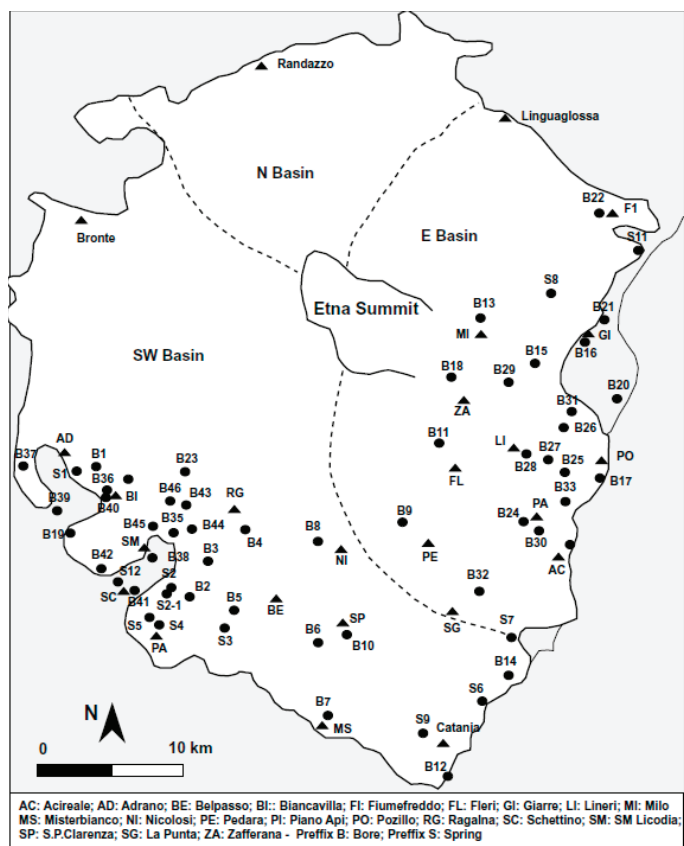 Randazzo
Linguaglossa
N Basin
B22
F1
Bronte
E Basin
S11
S8
Etna Summit
B13
B21
MI
GI
SW Basin
B15
B16
B18
B29
B20
ZA
B31
B26
AD
B11
LI
B37
B1
B27
PO
S1
B23
B28
B25
B36
FL
B17
BI
B46
B43
RG
B33
B39
B40
B9
B24
PA
B45
B35
B44
B8
B19
SM
B4
B30
B42
B38
B3
NI
PE
AC
S12
S2
B32
SC
B41
B2
B5
S2-1
BE
SP
SG
S7
S5
S4
B6
B10
PA
S3
B14
S6
N
B7
S9
Catania
MS
0
10 km
B12
AC: Acireale; AD: Adrano; BE: Belpasso; BI:: Biancavilla; FI: Fiumefreddo; FL: Fleri; GI: Giarre; LI: Lineri; MI: Milo
MS: Misterbianco; NI: Nicolosi; PE: Pedara; PI: Piano Api; PO: Pozillo; RG: Ragalna; SC: Schettino; SM: SM Licodia;
SP: S.P.Clarenza; SG: La Punta; ZA: Zafferana - Preffix B: Bore; Preffix S: Spring